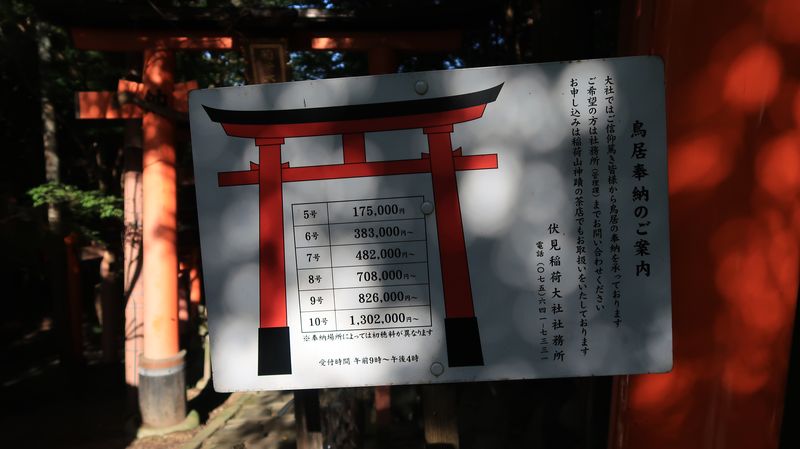 鳥居奉納のご案内
大社ではご信仰篤き皆様から鳥居の奉納を承っております
ご希望の方は社務所（管理課）までお問い合わせください
お申し込みは稲荷山神蹟の茶店でもお取扱いをいたしております
伏見稲荷大社社務所
電話（〇七五）六四一-七三三一
5号 175,000円
6号 383,000円～
7号 482,000円～
8号 708,000円～
9号 826,000円～
10号 1,302,000円～
※奉納場所によっては初穂料が異なります
受付時間 午前9時～午後4時